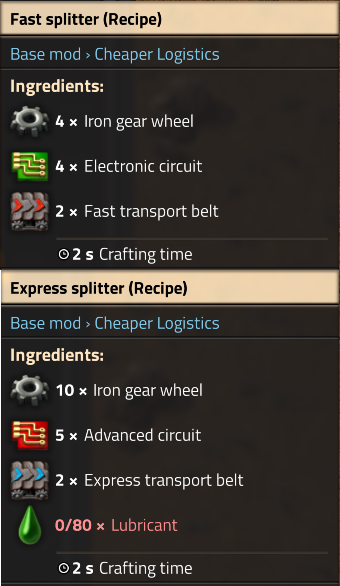 Fast splitter (Recipe)
Base mod › Cheaper Logistics
Ingredients:
4 × Iron gear wheel
4 × Electronic circuit
2 × Fast transport belt
2 s Crafting time
Express splitter (Recipe)
Base mod › Cheaper Logistics
Ingredients:
10 × Iron gear wheel
5 × Advanced circuit
2 × Express transport belt
0/80 × Lubricant
2 s Crafting time